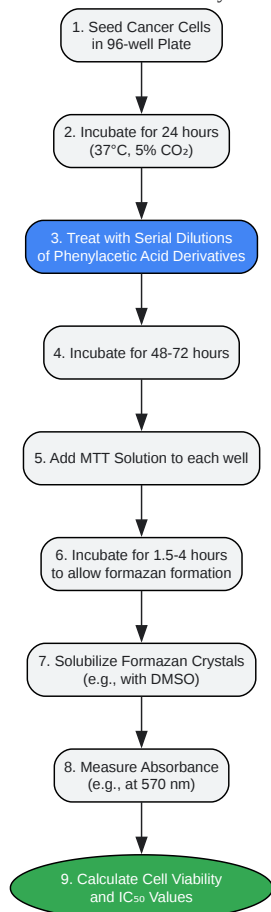 1. Seed Cancer Cells
in 96-well Plate
2. Incubate for 24 hours
(37°C, 5% CO₂)
3. Treat with Serial Dilutions
of Phenylacetic Acid Derivatives
4. Incubate for 48-72 hours
5. Add MTT Solution to each well
6. Incubate for 1.5-4 hours
to allow formazan formation
7. Solubilize Formazan Crystals
(e.g., with DMSO)
8. Measure Absorbance
(e.g., at 570 nm)
9. Calculate Cell Viability
and IC₅₀ Values